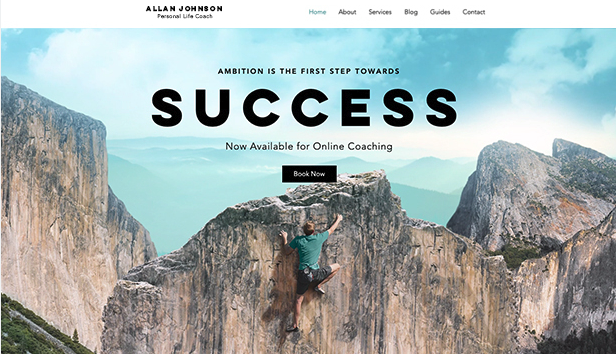 ALLAN JOHNSON
Personal Life Coach
Home About Services Blog Guides Contact
AMBITION IS THE FIRST STEP TOWARDS
SUCCESS
Now Available for Online Coaching
Book Now